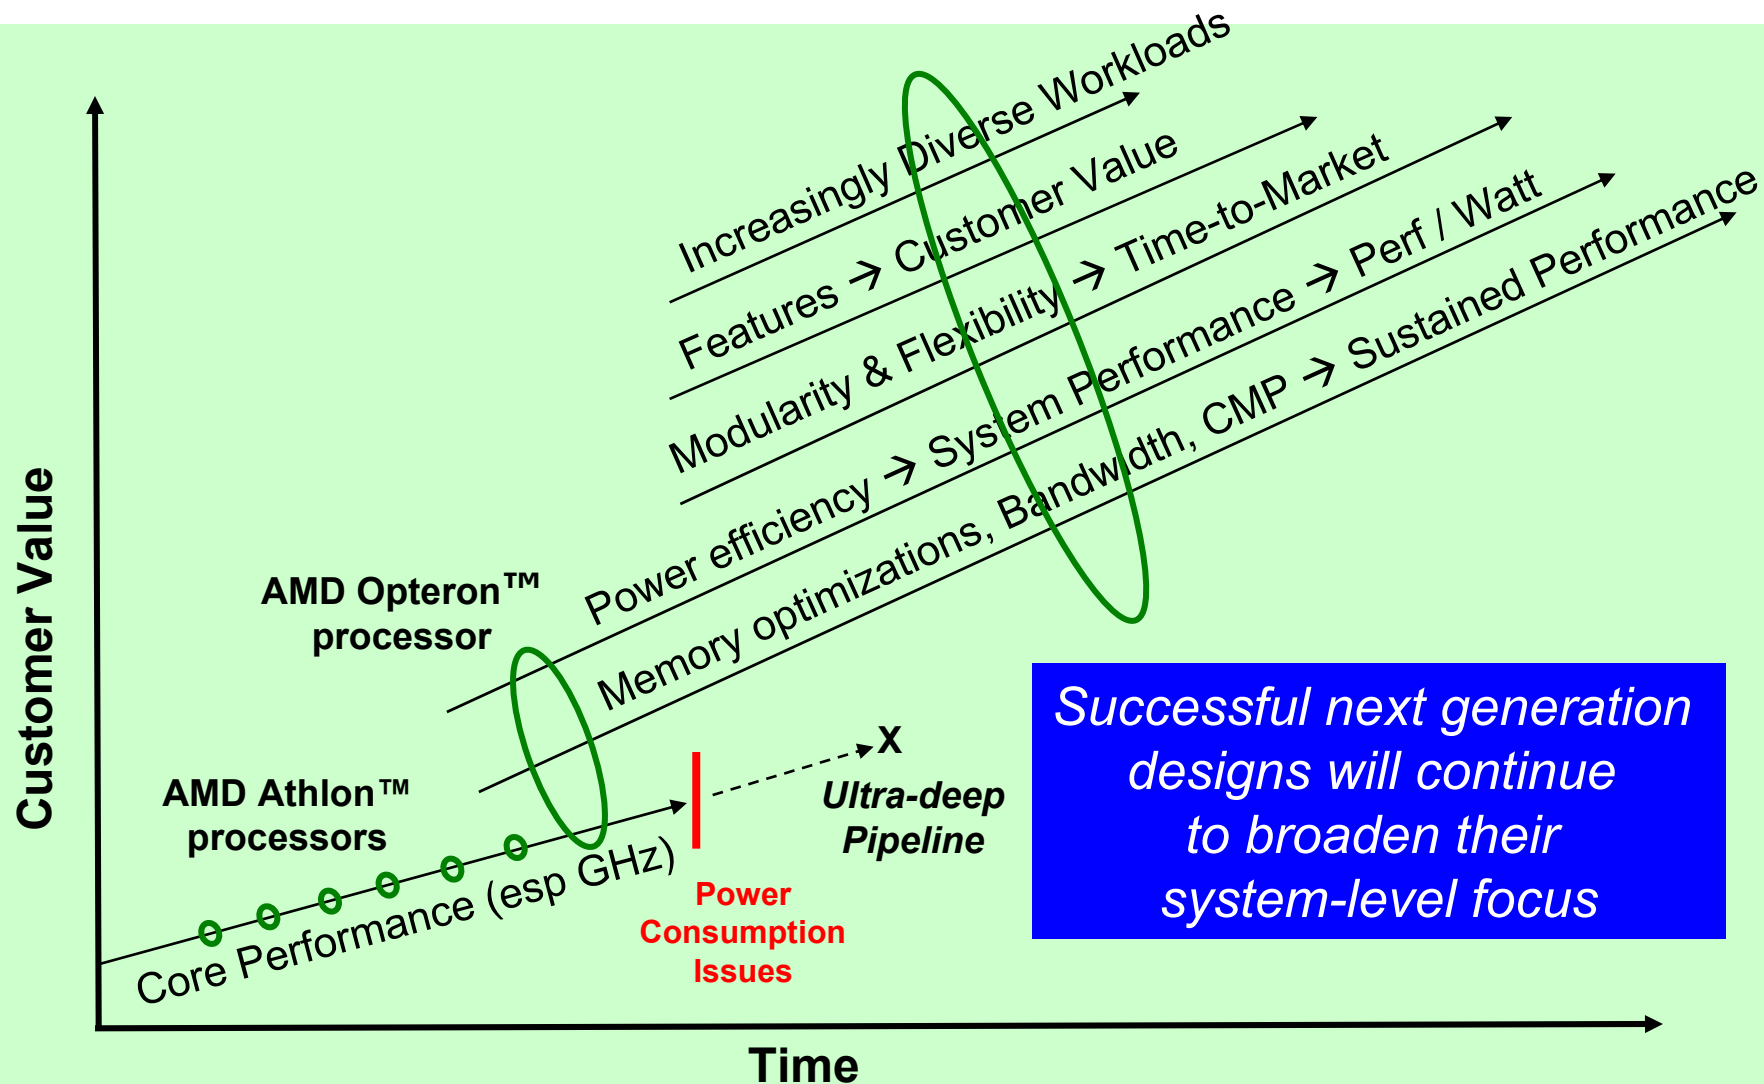 Increasingly Diverse Workloads
Features → Customer Value
Modularity & Flexibility → Time-to-Market
Power efficiency → System Performance → Perf / Watt
Memory optimizations, Bandwidth, CMP → Sustained Performance
Customer Value
AMD Opteron™
processor
AMD Athlon™
processors
Core Performance (esp GHz)
X
Ultra-deep
Pipeline
Power
Consumption
Issues
Successful next generation
designs will continue
to broaden their
system-level focus
Time